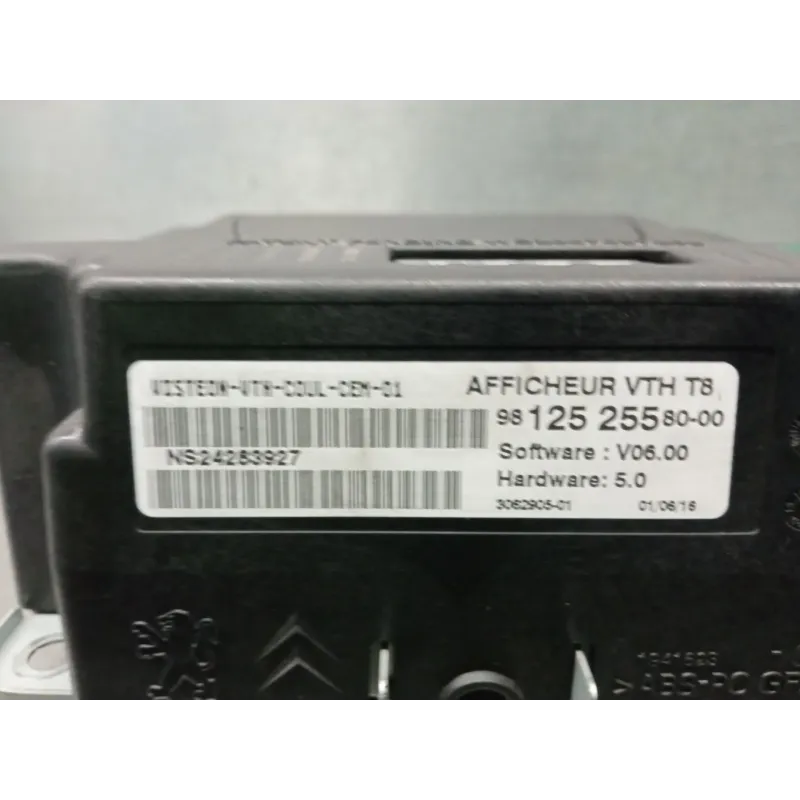 VISTEON-VTH-COUL-CEM-01
AFFICHEUR VTH T8
98 125 255 80-00
NS24263927
Software : V06.00
Hardware: 5.0
3062905-01 01/06/16
>ABS-PC